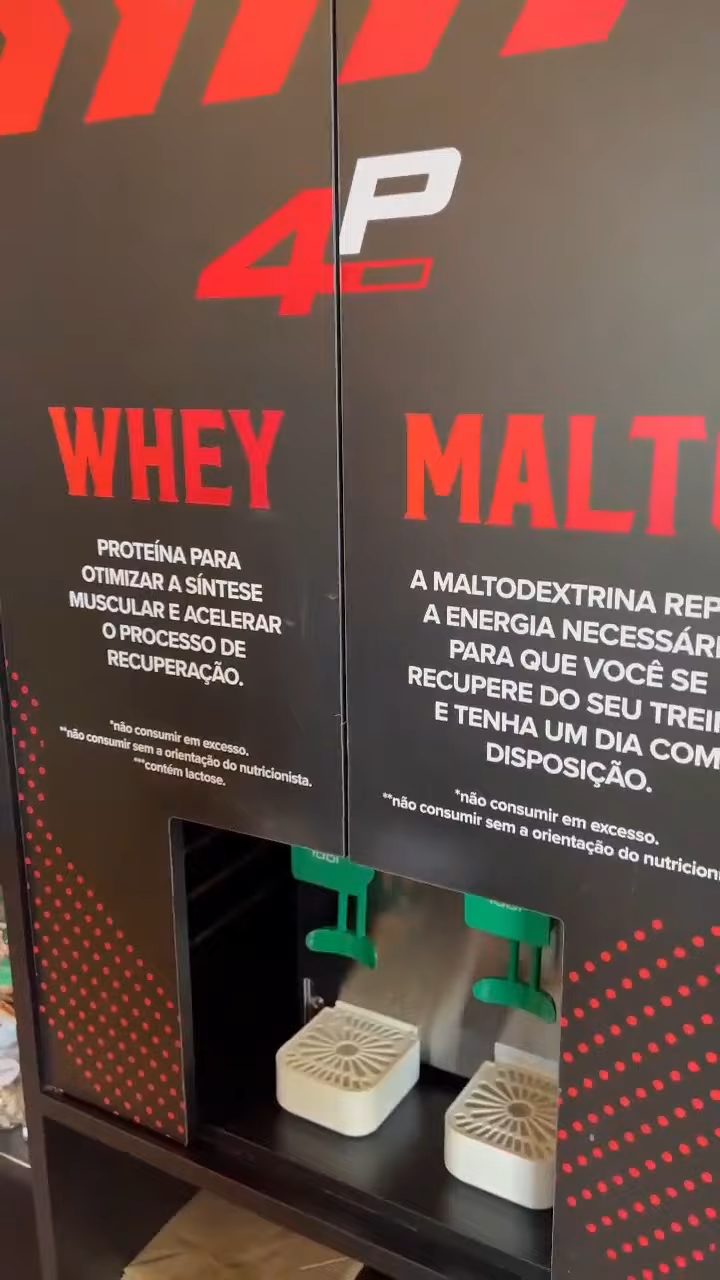 4P
WHEY
PROTEÍNA PARA
OTIMIZAR A SÍNTESE
MUSCULAR E ACELERAR
O PROCESSO DE
RECUPERAÇÃO.
*não consumir em excesso.
**não consumir sem a orientação do nutricionista.
***contém lactose.
MALT
A MALTODEXTRINA REP
A ENERGIA NECESSÁRI
PARA QUE VOCÊ SE
RECUPERE DO SEU TREI
E TENHA UM DIA COM
DISPOSIÇÃO.
*não consumir em excesso.
**não consumir sem a orientação do nutricion